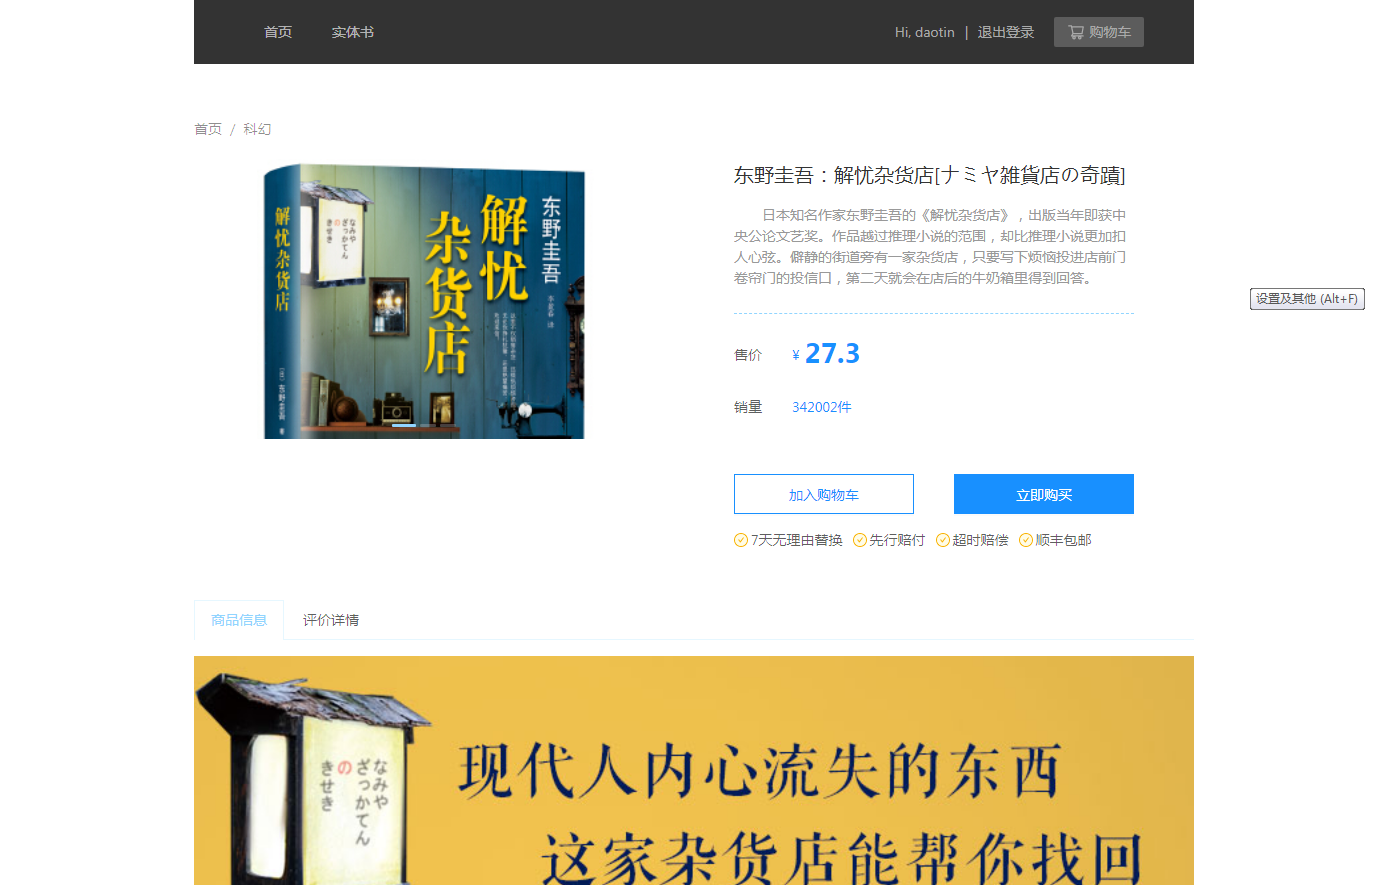 首页 实体书 Hi, daotin | 退出登录 购物车
首页 / 科幻
解忧杂货店
东野圭吾
解忧
杂货店
东野圭吾
なみや
ざっかてん
の
きせき
东野圭吾：解忧杂货店[ナミヤ雑貨店の奇蹟]
日本知名作家东野圭吾的《解忧杂货店》，出版当年即获中
央公论文艺奖。作品越过推理小说的范围，却比推理小说更加扣
人心弦。僻静的街道旁有一家杂货店，只要写下烦恼投进店前门
卷帘门的投信口，第二天就会在店后的牛奶箱里得到回答。
设置及其他 (Alt+F)
售价 ¥ 27.3
销量 342002件
加入购物车 立即购买
7天无理由替换 先行赔付 超时赔偿 顺丰包邮
商品信息 评价详情
なみや
ざっかてん
の
きせき
现代人内心流失的东西
这家杂货店能帮你找回